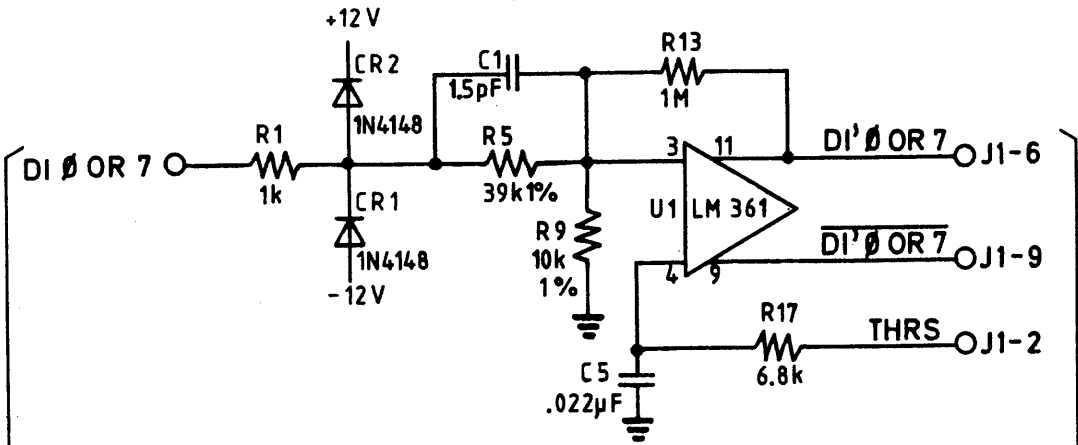 +12 V
CR2
1N4148
C1
1.5pF
R13
1M
DI Ø OR 7
R1
1k
R5
39k1%
CR1
1N4148
-12 V
R9
10k
1%
3
11
U1
LM 361
4
9
DI'Ø OR 7
J1-6
DI'Ø OR 7
J1-9
R17
6.8k
THRS
J1-2
C5
.022µF